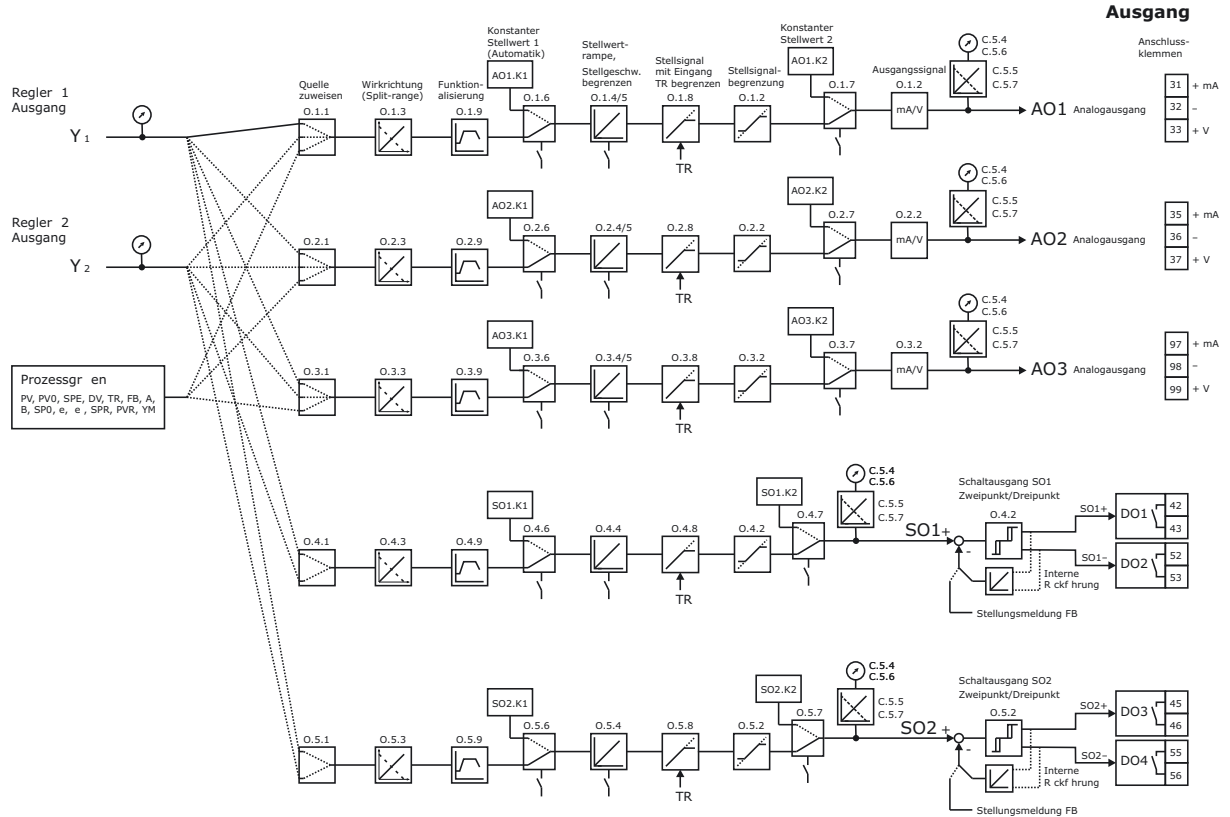 Ausgang
Regler 1
Ausgang
Y 1
Quelle
zuweisen
O.1.1
Wirkrichtung
(Split-range)
O.1.3
Funktion-
alisierung
O.1.9
Konstanter
Stellwert 1
(Automatik)
AO1.K1
O.1.6
Stellwert-
rampe,
Stellgeschw.
begrenzen
O.1.4/5
Stellsignal
mit Eingang
TR begrenzen
O.1.8
TR
Stellsignal-
begrenzung
O.1.2
Konstanter
Stellwert 2
AO1.K2
O.1.7
Ausgangssignal
O.1.2
mA/V
C.5.4
C.5.6
C.5.5
C.5.7
AO1 Analogausgang
Anschluss-
klemmen
31 + mA
32 –
33 + V
Regler 2
Ausgang
Y 2
O.2.1
O.2.3
O.2.9
AO2.K1
O.2.6
O.2.4/5
O.2.8
TR
O.2.2
AO2.K2
O.2.7
O.2.2
mA/V
C.5.4
C.5.6
C.5.5
C.5.7
AO2 Analogausgang
35 + mA
36 –
37 + V
Prozessgr en
PV, PV0, SPE, DV, TR, FB, A,
B, SP0, e, e , SPR, PVR, YM
O.3.1
O.3.3
O.3.9
AO3.K1
O.3.6
O.3.4/5
O.3.8
TR
O.3.2
AO3.K2
O.3.7
O.3.2
mA/V
C.5.4
C.5.6
C.5.5
C.5.7
AO3 Analogausgang
97 + mA
98 –
99 + V
O.4.1
O.4.3
O.4.9
SO1.K1
O.4.6
O.4.4
O.4.8
TR
O.4.2
SO1.K2
O.4.7
C.5.4
C.5.6
C.5.5
C.5.7
SO1 +
-
Schaltausgang SO1
Zweipunkt/Dreipunkt
O.4.2
Interne
R ckf hrung
Stellungsmeldung FB
SO1+
SO1–
DO1
42
43
DO2
52
53
O.5.1
O.5.3
O.5.9
SO2.K1
O.5.6
O.5.4
O.5.8
TR
O.5.2
SO2.K2
O.5.7
C.5.4
C.5.6
C.5.5
C.5.7
SO2 +
-
Schaltausgang SO2
Zweipunkt/Dreipunkt
O.5.2
Interne
R ckf hrung
Stellungsmeldung FB
SO2+
SO2–
DO3
45
46
DO4
55
56